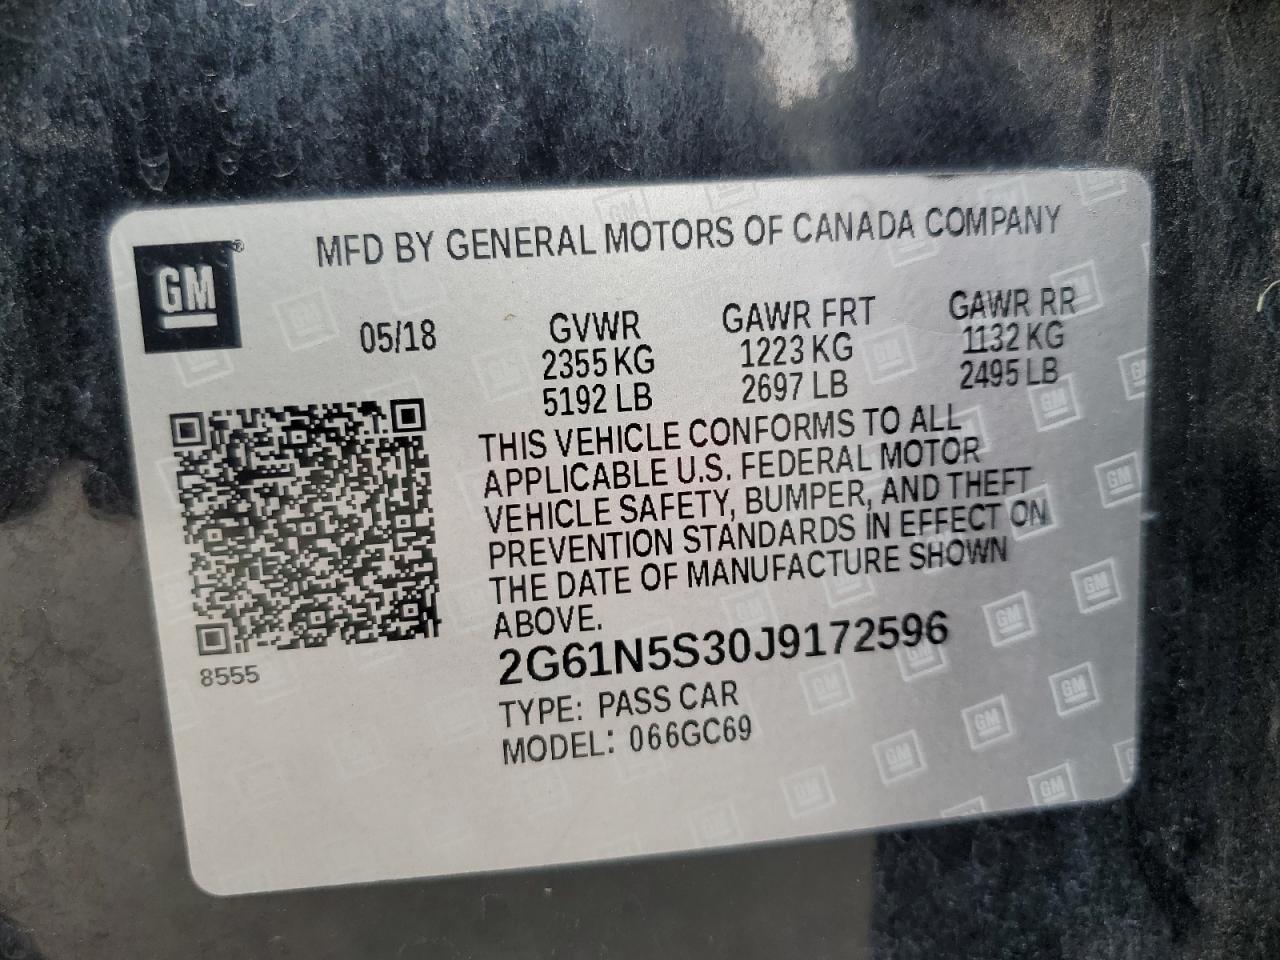 GM®
MFD BY GENERAL MOTORS OF CANADA COMPANY
05/18
GVWR
2355 KG
5192 LB
GAWR FRT
1223 KG
2697 LB
GAWR RR
1132 KG
2495 LB
THIS VEHICLE CONFORMS TO ALL
APPLICABLE U.S. FEDERAL MOTOR
VEHICLE SAFETY, BUMPER, AND THEFT
PREVENTION STANDARDS IN EFFECT ON
THE DATE OF MANUFACTURE SHOWN
ABOVE.
8555
2G61N5S30J9172596
TYPE: PASS CAR
MODEL: 066GC69